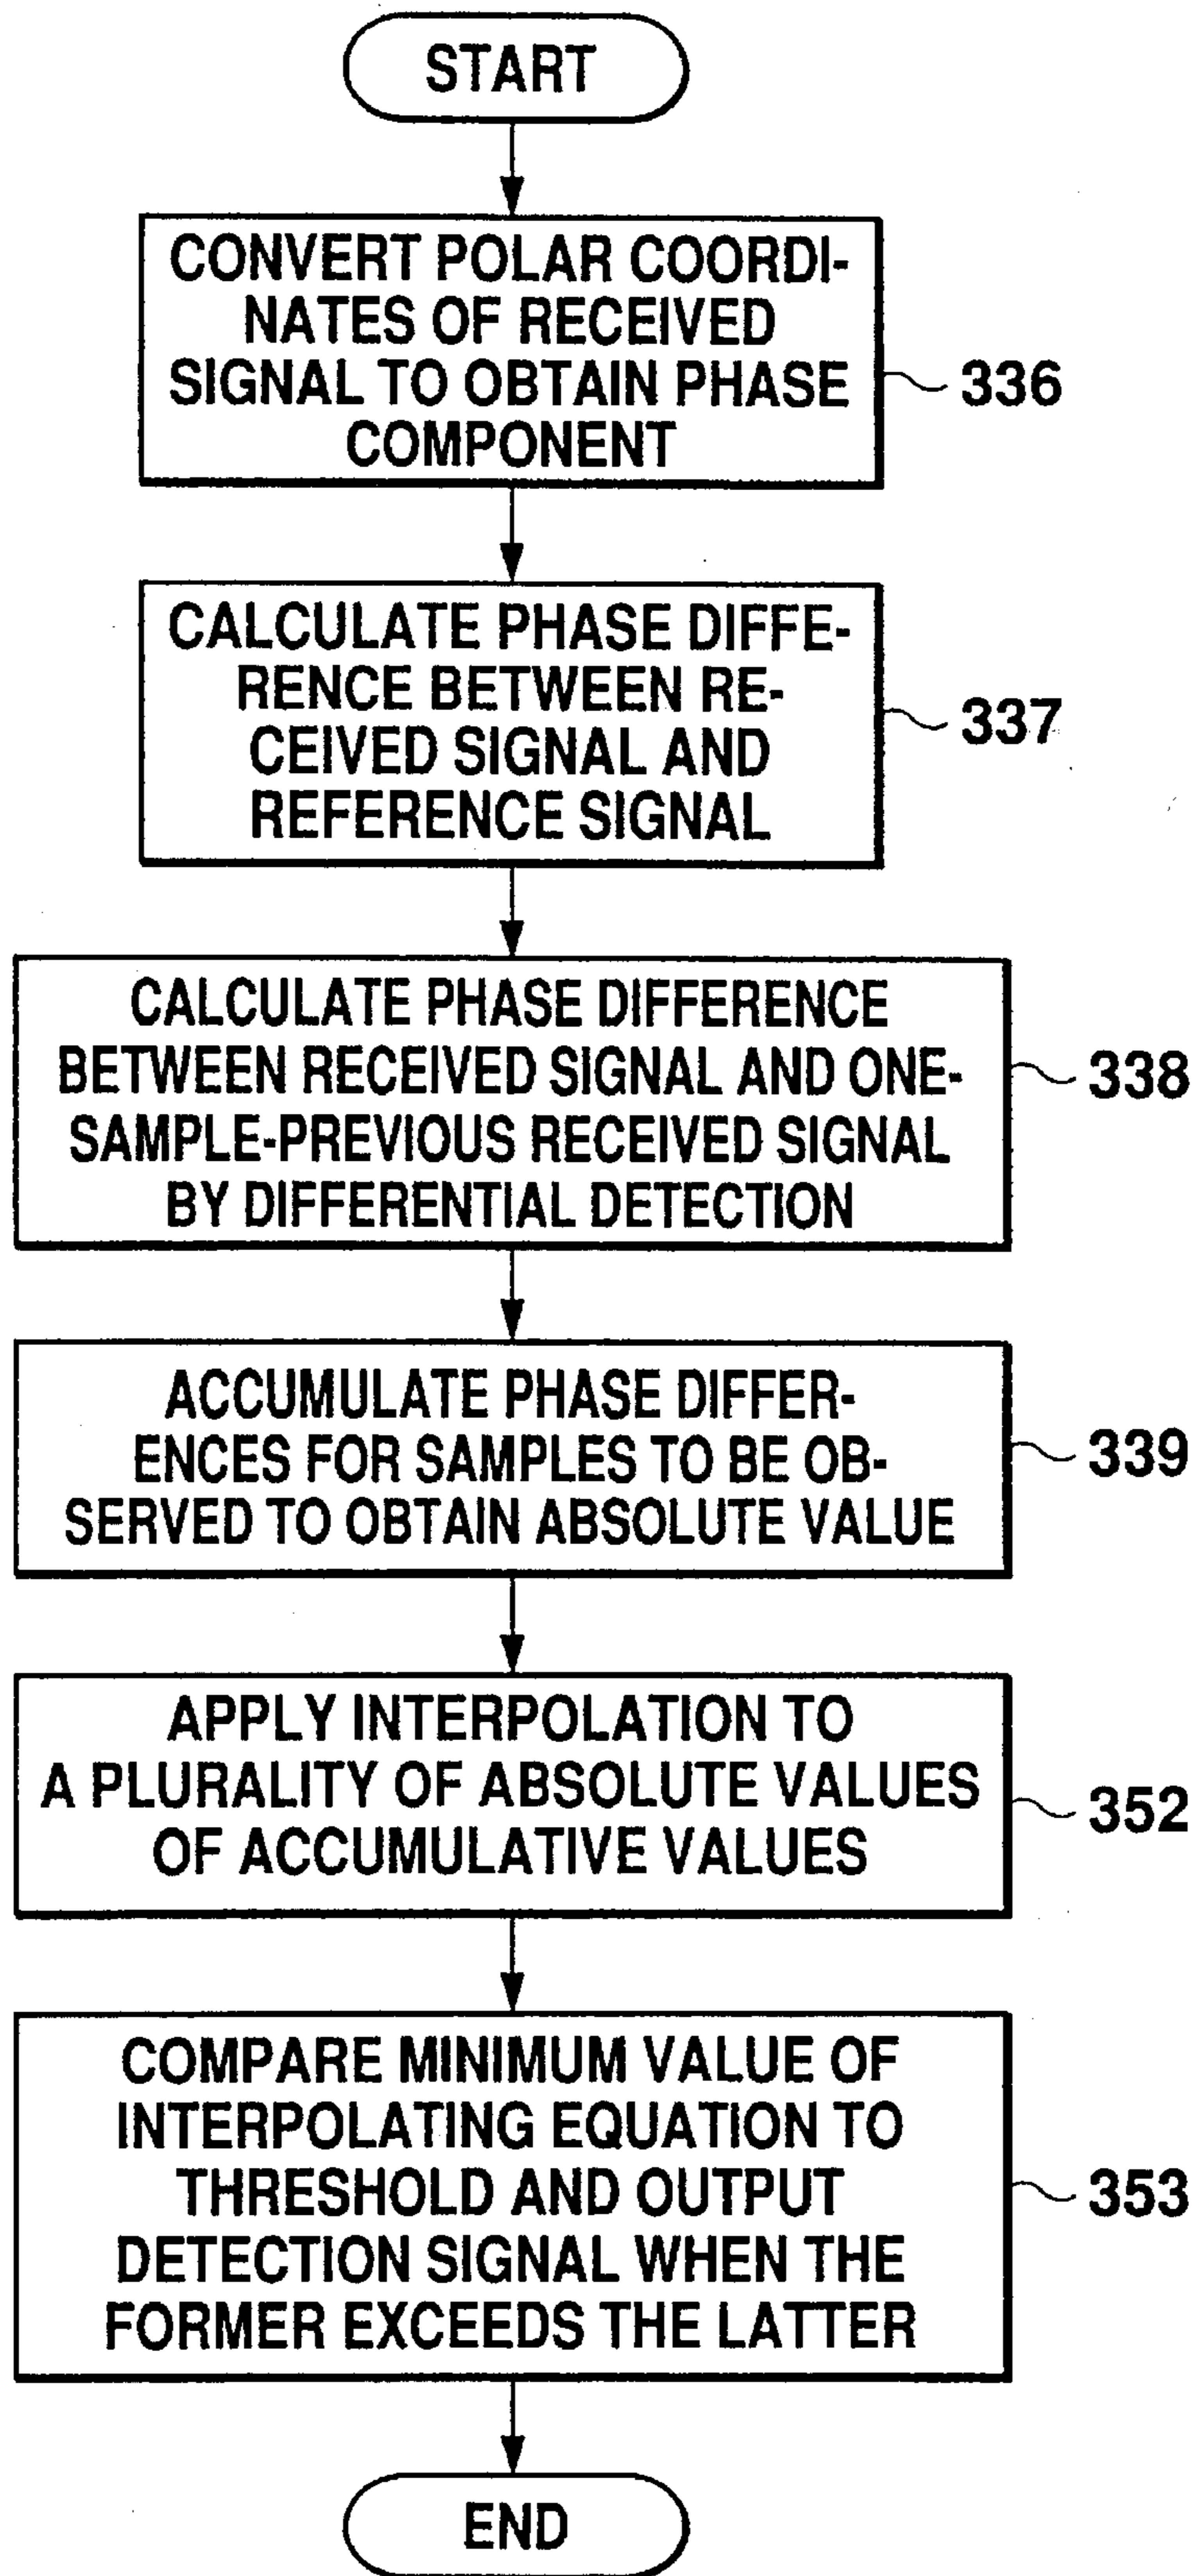 START
CONVERT POLAR COORDI-
NATES OF RECEIVED
SIGNAL TO OBTAIN PHASE
COMPONENT
336
CALCULATE PHASE DIFFE-
RENCE BETWEEN RE-
CEIVED SIGNAL AND
REFERENCE SIGNAL
337
CALCULATE PHASE DIFFERENCE
BETWEEN RECEIVED SIGNAL AND ONE-
SAMPLE-PREVIOUS RECEIVED SIGNAL
BY DIFFERENTIAL DETECTION
338
ACCUMULATE PHASE DIFFER-
ENCES FOR SAMPLES TO BE OB-
SERVED TO OBTAIN ABSOLUTE VALUE
339
APPLY INTERPOLATION TO
A PLURALITY OF ABSOLUTE VALUES
OF ACCUMULATIVE VALUES
352
COMPARE MINIMUM VALUE OF
INTERPOLATING EQUATION TO
THRESHOLD AND OUTPUT
DETECTION SIGNAL WHEN THE
FORMER EXCEEDS THE LATTER
353
END